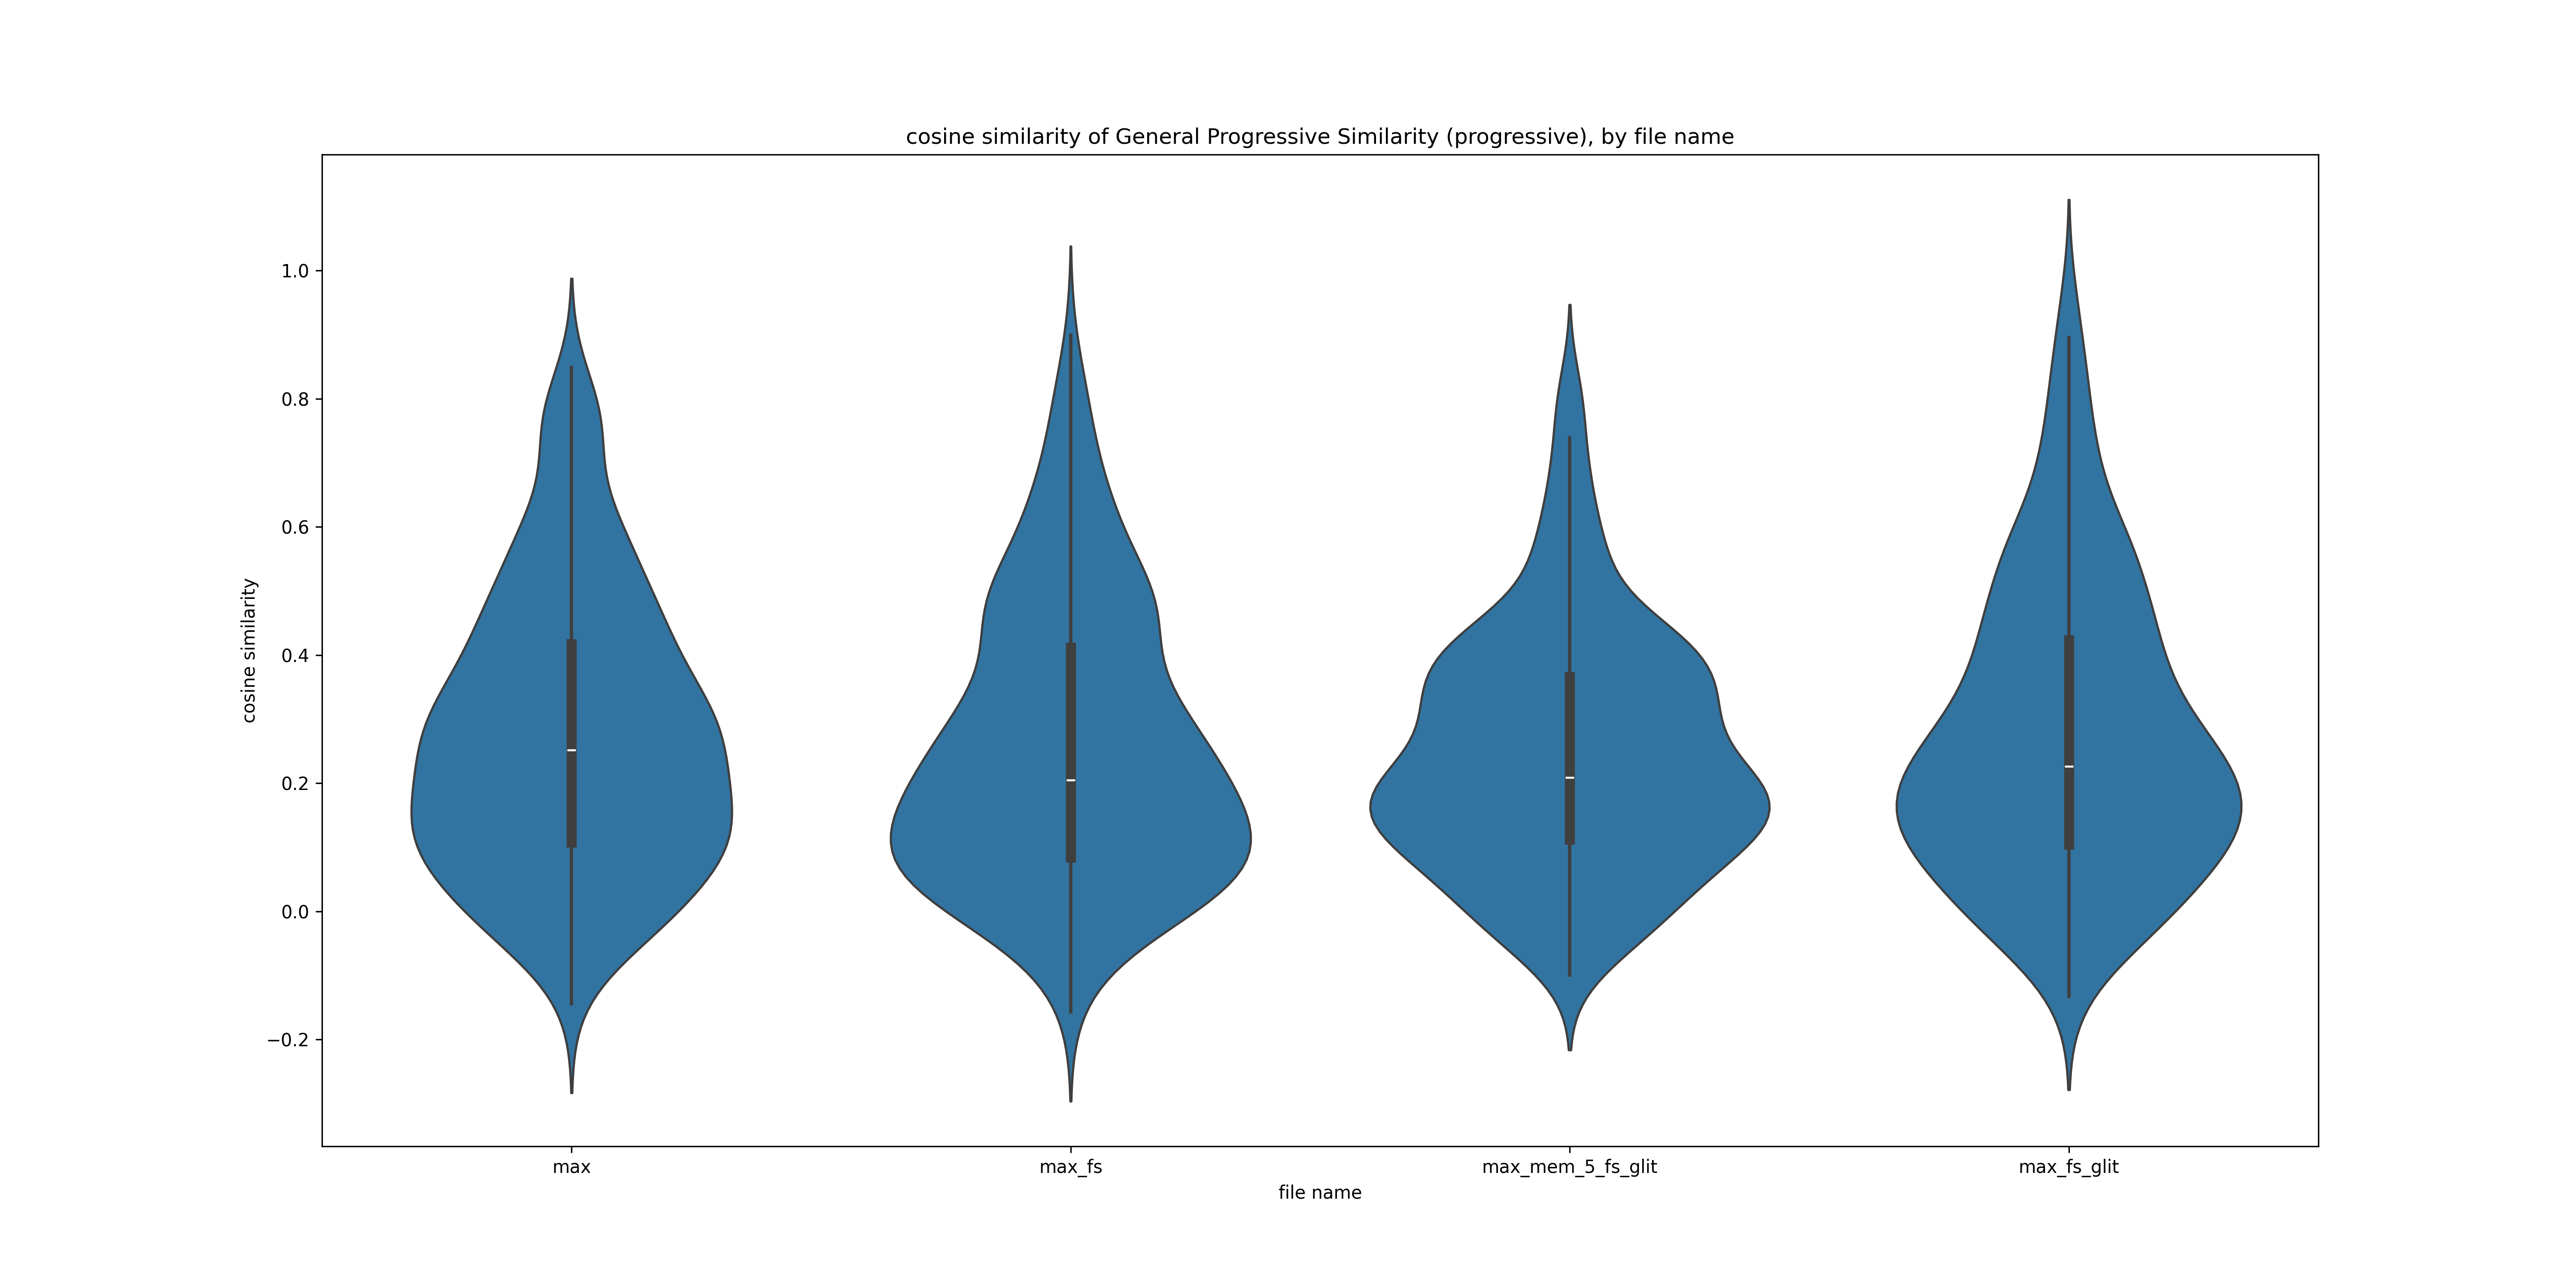 cosine similarity of General Progressive Similarity (progressive), by file name
cosine similarity
1.0
0.8
0.6
0.4
0.2
0.0
−0.2
max
max_fs
max_mem_5_fs_glit
max_fs_glit
file name